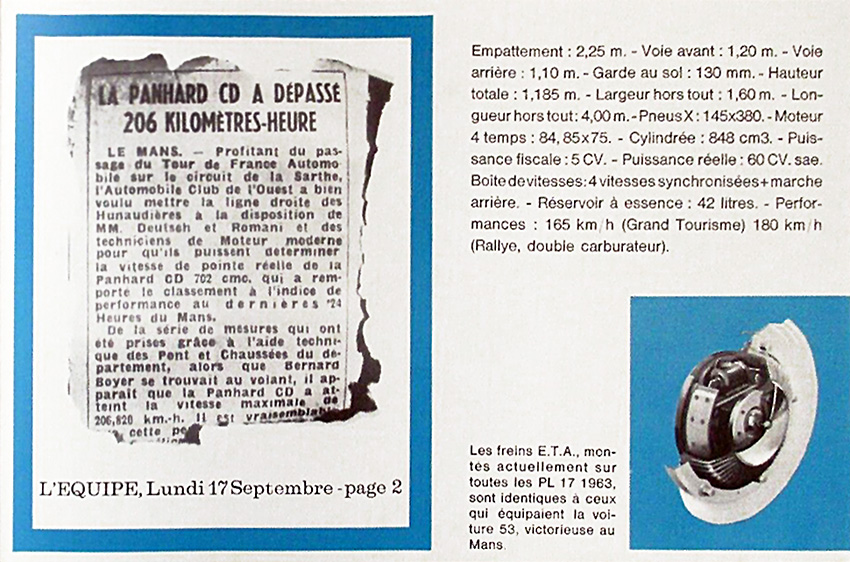 LA PANHARD CD A DÉPASSÉ
206 KILOMÈTRES-HEURE
LE MANS. — Profitant du pas-
sage du Tour de France Automo-
bile sur le circuit de la Sarthe,
l'Automobile Club de l'Ouest a bien
voulu mettre la ligne droite des
Hunaudières à la disposition de
MM. Deutsch et Romani et des
techniciens de Moteur moderne
pour qu'ils puissent déterminer
la vitesse de pointe réelle de la
Panhard CD 702 cmc. qui a rem-
porté le classement à l'indice de
performance au dernières '24
Heures du Mans.
De la série de mesures qui ont
été prises grâce à l'aide techni-
que des Pont et Chaussées du dé-
partement, alors que Bernard
Boyer se trouvait au volant, il ap-
paraît que la Panhard CD a at-
teint la vitesse maximale de
206,820 km.-h. Il est vraisemblable
cette
L'EQUIPE, Lundi 17 Septembre - page 2
Empattement : 2,25 m. - Voie avant : 1,20 m. - Voie
arrière : 1,10 m. - Garde au sol : 130 mm. - Hauteur
totale : 1,185 m. - Largeur hors tout : 1,60 m. - Lon-
gueur hors tout : 4,00 m. - Pneus X : 145x380. - Moteur
4 temps : 84,85x75. - Cylindrée : 848 cm3. - Puis-
sance fiscale : 5 CV. - Puissance réelle : 60 CV. sae.
Boîte de vitesses : 4 vitesses synchronisées + marche
arrière. - Réservoir à essence : 42 litres. - Perfor-
mances : 165 km/h (Grand Tourisme) 180 km/h
(Rallye, double carburateur).
Les freins E.T.A., mon-
tés actuellement sur
toutes les PL 17 1963,
sont identiques à ceux
qui équipaient la voi-
ture 53, victorieuse au
Mans.